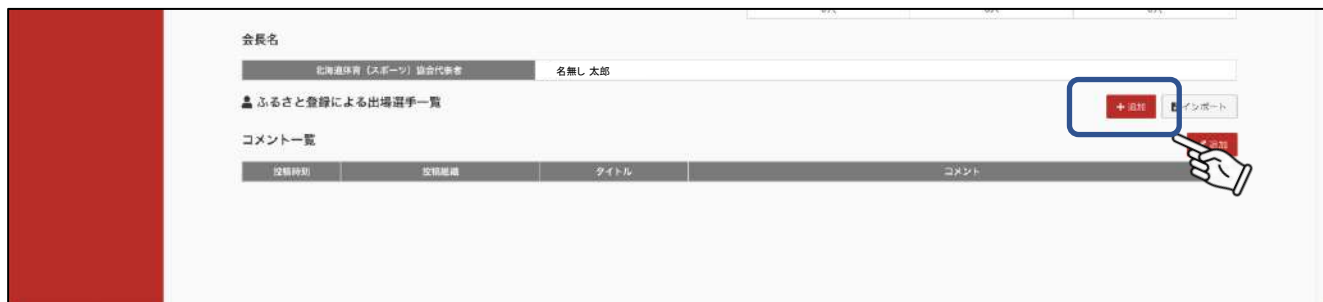 会長名
北海道体育(スポーツ)協会代表者 名無し 太郎
ふるさと登録による出場選手一覧
+ 追加 インポート
コメント一覧
追加
投稿時刻 投稿組織 タイトル コメント